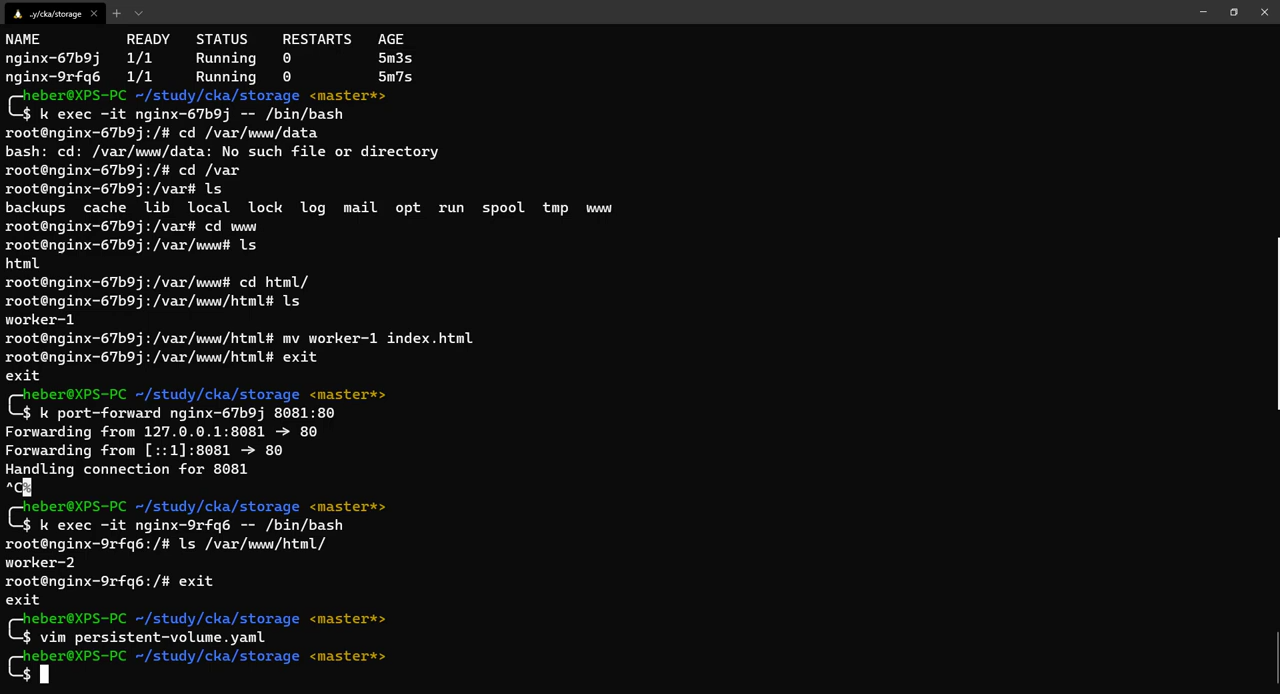 ..y/cka/storage
NAME READY STATUS RESTARTS AGE
nginx-67b9j 1/1 Running 0 5m3s
nginx-9rfq6 1/1 Running 0 5m7s
heber@XPS-PC ~/study/cka/storage <master*>
$ k exec -it nginx-67b9j -- /bin/bash
root@nginx-67b9j:/# cd /var/www/data
bash: cd: /var/www/data: No such file or directory
root@nginx-67b9j:/# cd /var
root@nginx-67b9j:/var# ls
backups cache lib local lock log mail opt run spool tmp www
root@nginx-67b9j:/var# cd www
root@nginx-67b9j:/var/www# ls
html
root@nginx-67b9j:/var/www# cd html/
root@nginx-67b9j:/var/www/html# ls
worker-1
root@nginx-67b9j:/var/www/html# mv worker-1 index.html
root@nginx-67b9j:/var/www/html# exit
exit
heber@XPS-PC ~/study/cka/storage <master*>
$ k port-forward nginx-67b9j 8081:80
Forwarding from 127.0.0.1:8081 -> 80
Forwarding from [::1]:8081 -> 80
Handling connection for 8081
^C%
heber@XPS-PC ~/study/cka/storage <master*>
$ k exec -it nginx-9rfq6 -- /bin/bash
root@nginx-9rfq6:/# ls /var/www/html/
worker-2
root@nginx-9rfq6:/# exit
exit
heber@XPS-PC ~/study/cka/storage <master*>
$ vim persistent-volume.yaml
heber@XPS-PC ~/study/cka/storage <master*>
$